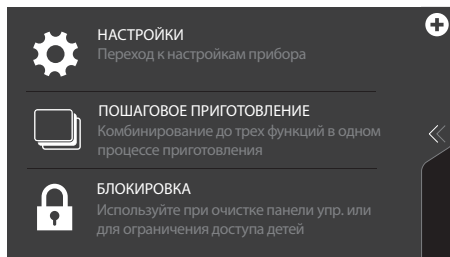 НАСТРОЙКИ
Переход к настройкам прибора
ПОШАГОВОЕ ПРИГОТОВЛЕНИЕ
Комбинирование до трех функций в одном
процессе приготовления
БЛОКИРОВКА
Используйте при очистке панели упр. или
для ограничения доступа детей